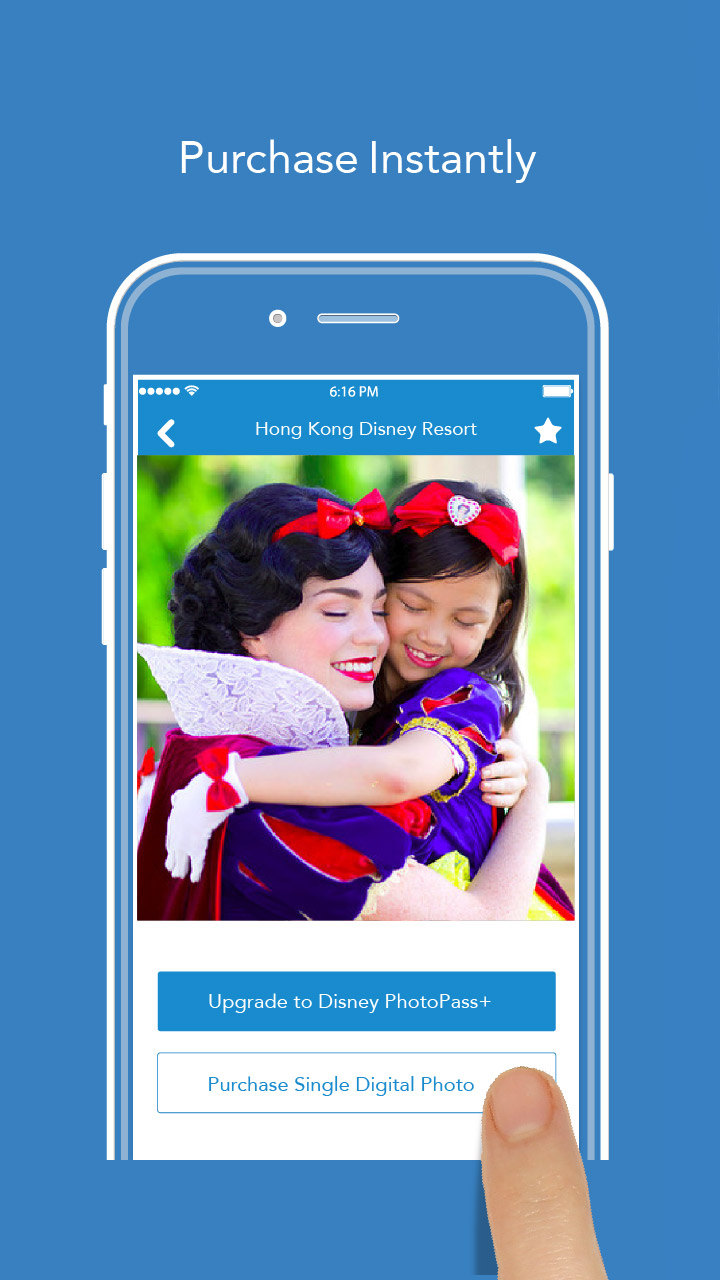 Purchase Instantly
6:16 PM
Hong Kong Disney Resort
Upgrade to Disney PhotoPass+
Purchase Single Digital Photo